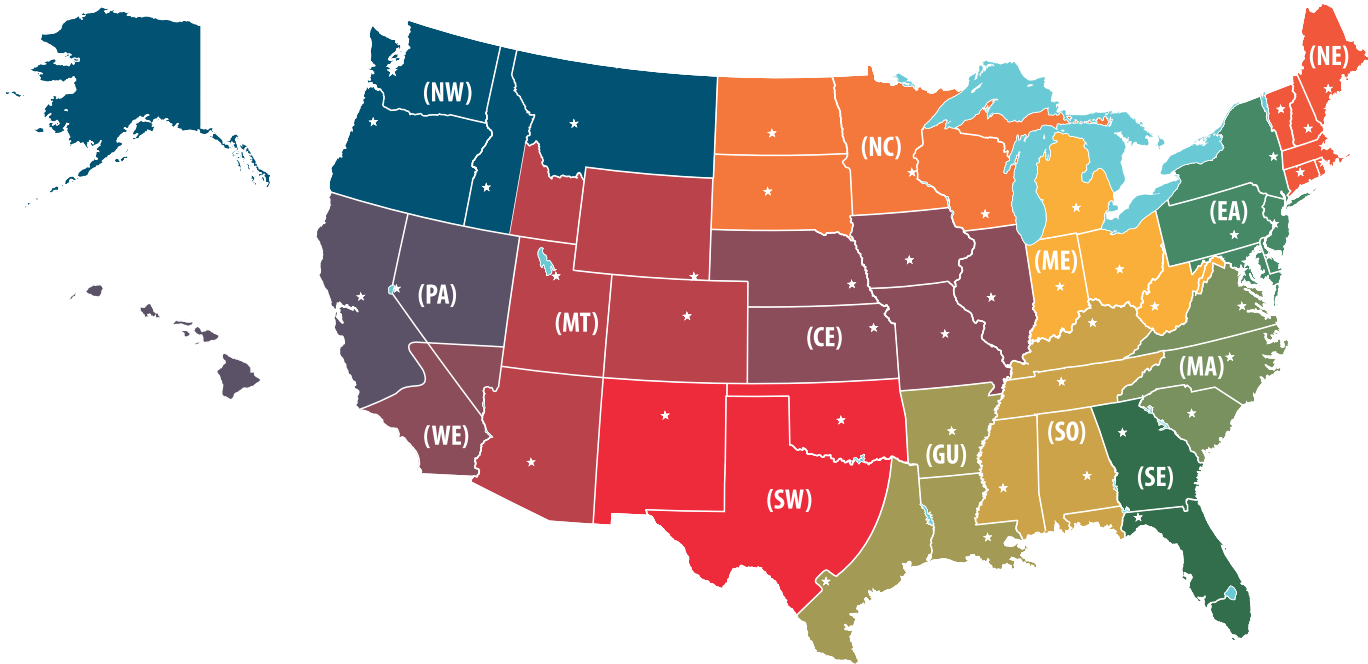 (NE)
(NW)
(NC)
(EA)
(ME)
(PA)
(MT)
(CE)
(MA)
(WE)
(SO)
(GU)
(SE)
(SW)